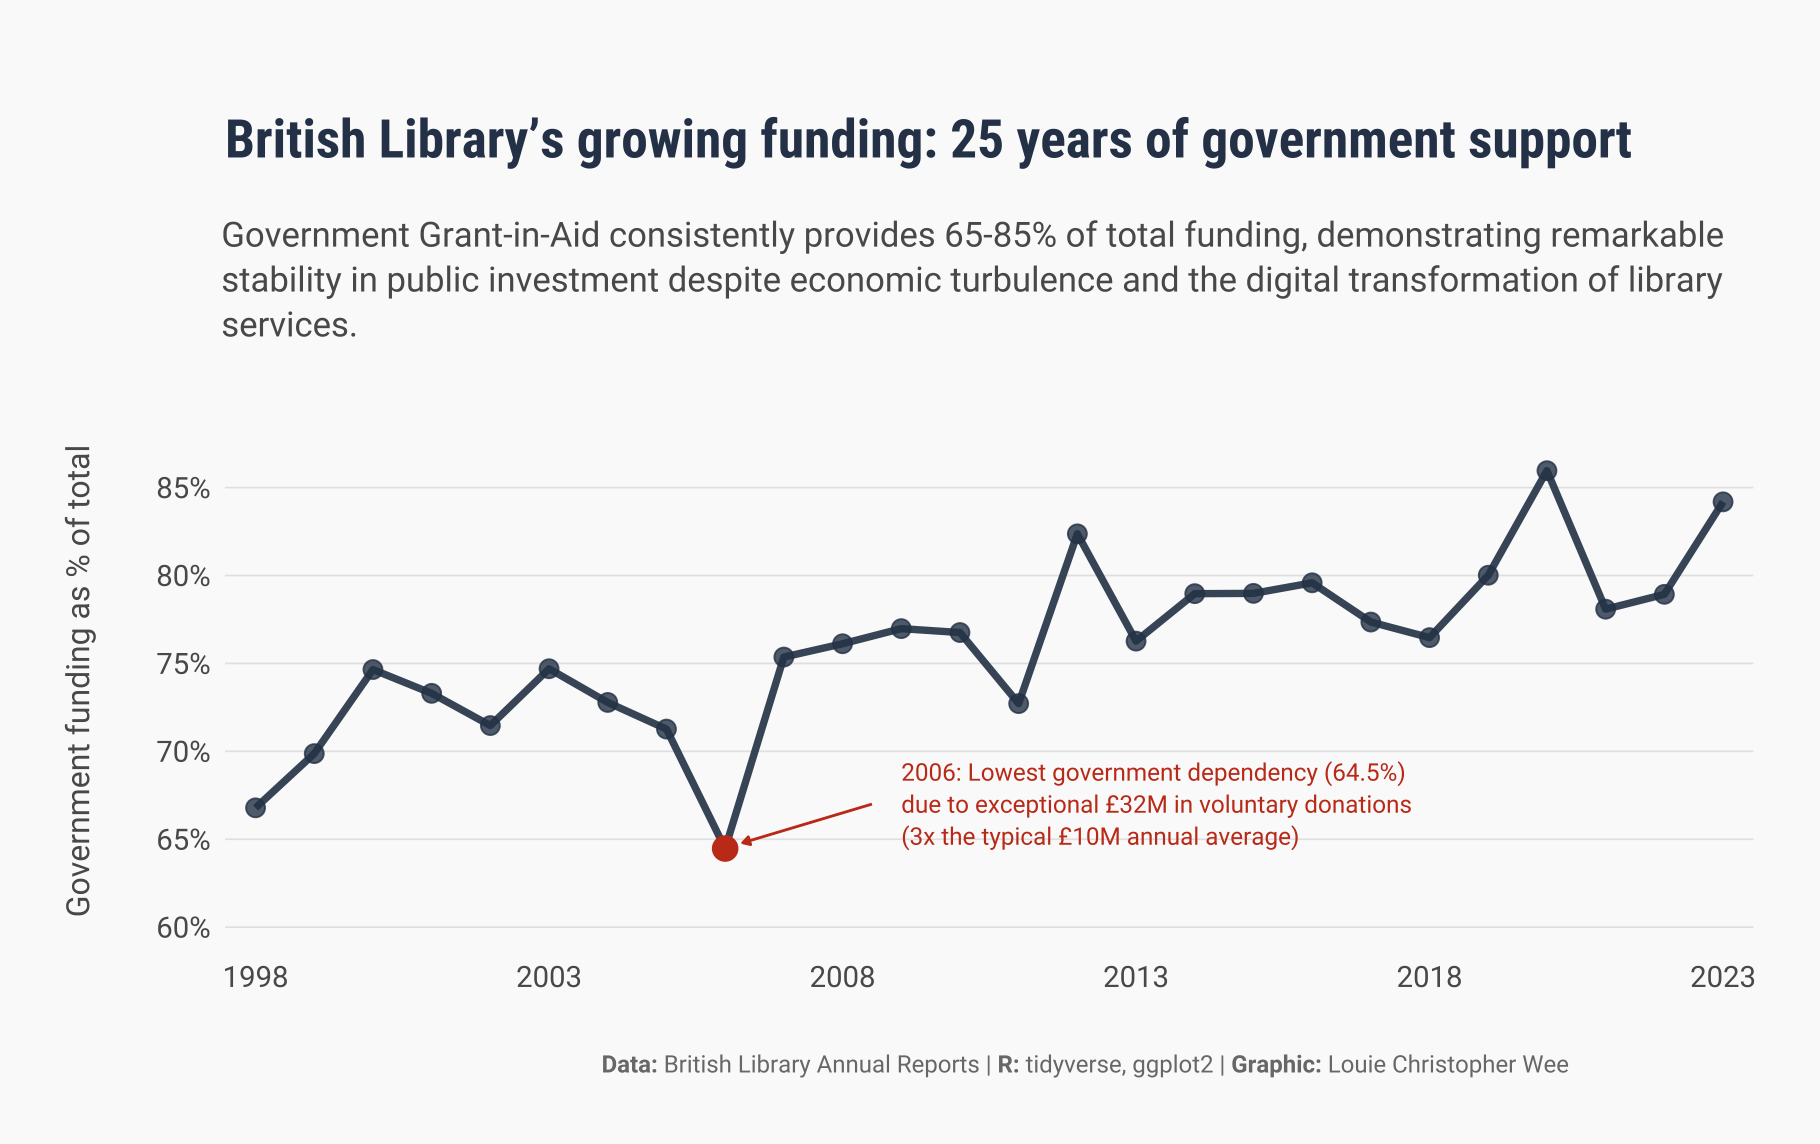 British Library’s growing funding: 25 years of government support
Government Grant-in-Aid consistently provides 65-85% of total funding, demonstrating remarkable
stability in public investment despite economic turbulence and the digital transformation of library
services.
Government funding as % of total
85%
80%
75%
70%
65%
60%
2006: Lowest government dependency (64.5%)
due to exceptional £32M in voluntary donations
(3x the typical £10M annual average)
1998 2003 2008 2013 2018 2023
Data: British Library Annual Reports | R: tidyverse, ggplot2 | Graphic: Louie Christopher Wee